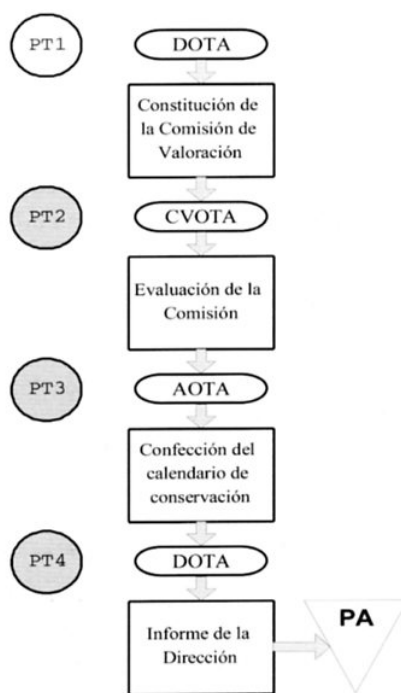 PT1
DOTA
Constitución de
la Comisión de
Valoración
PT2
CVOTA
Evaluación de la
Comisión
PT3
AOTA
Confección del
calendario de
conservación
PT4
DOTA
Informe de la
Dirección
PA